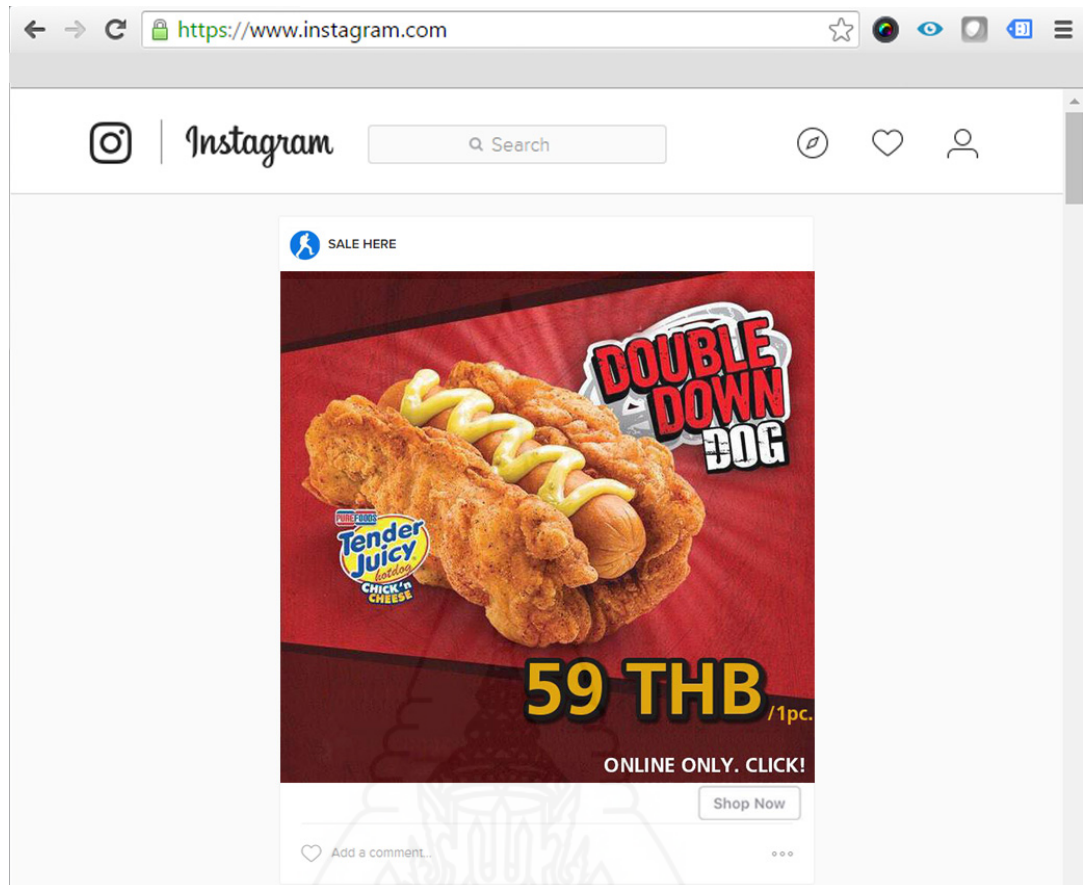 https://www.instagram.com
Instagram
Search
SALE HERE
DOUBLE
DOWN
DOG
PUREFOODS
Tender
Juicy
hotdog
CHICK'n
CHEESE
59 THB /1pc.
ONLINE ONLY. CLICK!
Shop Now
Add a comment...